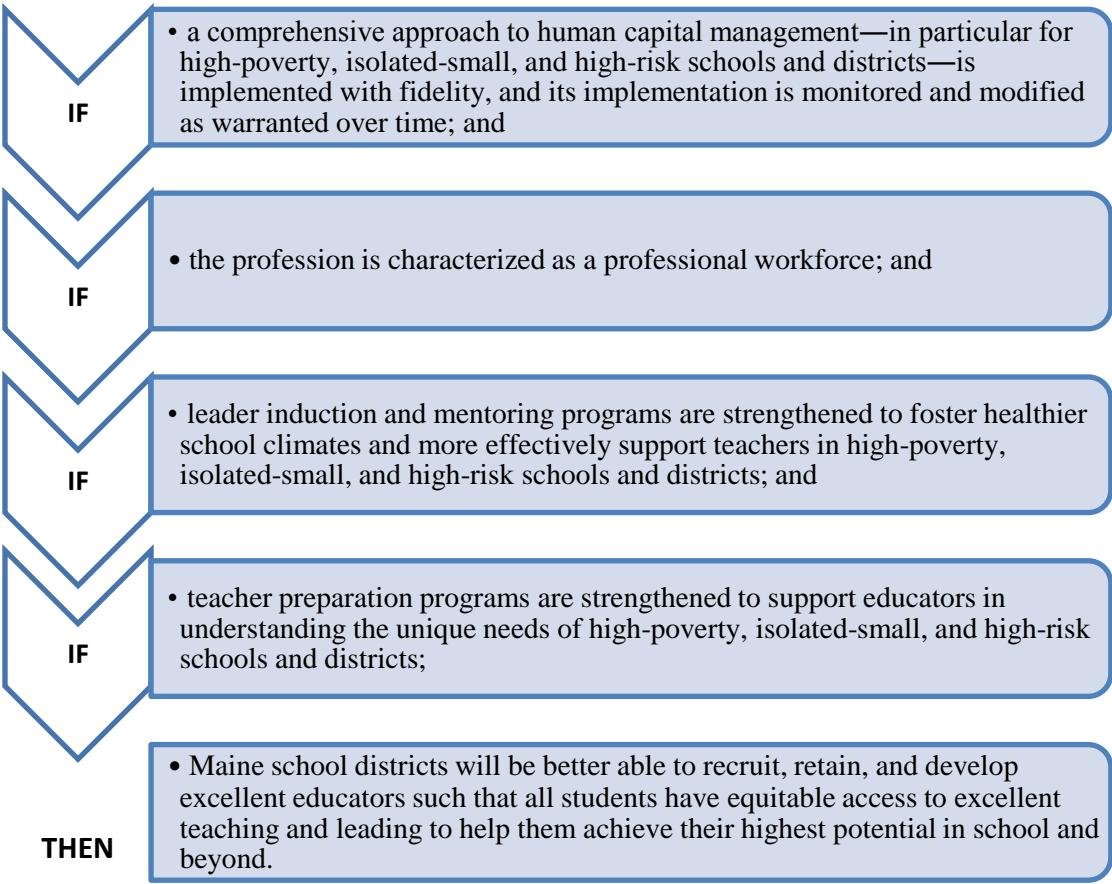 • a comprehensive approach to human capital management—in particular for
high-poverty, isolated-small, and high-risk schools and districts—is
implemented with fidelity, and its implementation is monitored and modified
as warranted over time; and
IF
• the profession is characterized as a professional workforce; and
IF
• leader induction and mentoring programs are strengthened to foster healthier
school climates and more effectively support teachers in high-poverty,
isolated-small, and high-risk schools and districts; and
IF
• teacher preparation programs are strengthened to support educators in
understanding the unique needs of high-poverty, isolated-small, and high-risk
schools and districts;
IF
• Maine school districts will be better able to recruit, retain, and develop
excellent educators such that all students have equitable access to excellent
teaching and leading to help them achieve their highest potential in school and
beyond.
THEN